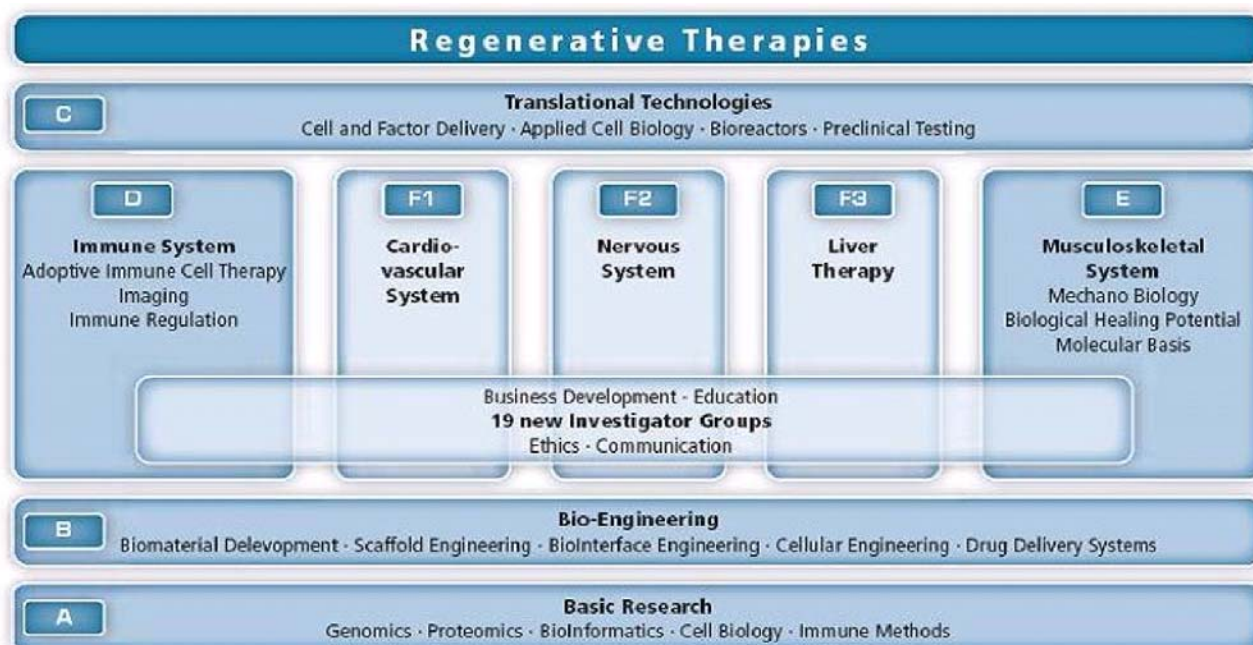 Regenerative Therapies
C
Translational Technologies
Cell and Factor Delivery · Applied Cell Biology · Bioreactors · Preclinical Testing
D
Immune System
Adoptive Immune Cell Therapy
Imaging
Immune Regulation
F1
Cardio-
vascular
System
F2
Nervous
System
F3
Liver
Therapy
E
Musculoskeletal
System
Mechano Biology
Biological Healing Potential
Molecular Basis
Business Development - Education
19 new Investigator Groups
Ethics · Communication
B
Bio-Engineering
Biomaterial Delevopment · Scaffold Engineering · BioInterface Engineering · Cellular Engineering · Drug Delivery Systems
A
Basic Research
Genomics · Proteomics · BioInformatics · Cell Biology · Immune Methods